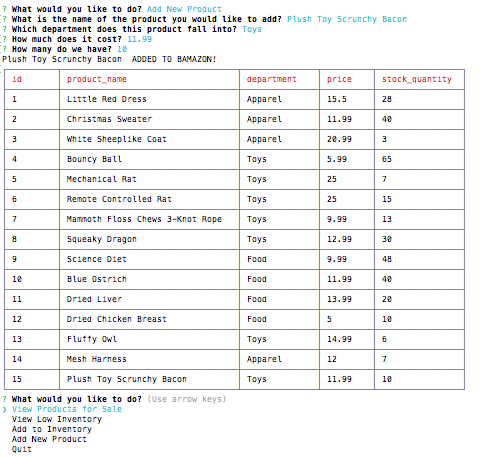 ? What would you like to do? Add New Product
? What is the name of the product you would like to add? Plush Toy Scrunchy Bacon
? Which department does this product fall into? Toys
? How much does it cost? 11.99
? How many do we have? 10
Plush Toy Scrunchy Bacon  ADDED TO BAMAZON!
id product_name department price stock_quantity
1 Little Red Dress Apparel 15.5 28
2 Christmas Sweater Apparel 11.99 40
3 White Sheeplike Coat Apparel 20.99 3
4 Bouncy Ball Toys 5.99 65
5 Mechanical Rat Toys 25 7
6 Remote Controlled Rat Toys 25 15
7 Mammoth Floss Chews 3-Knot Rope Toys 9.99 13
8 Squeaky Dragon Toys 12.99 30
9 Science Diet Food 9.99 48
10 Blue Ostrich Food 11.99 40
11 Dried Liver Food 13.99 20
12 Dried Chicken Breast Food 5 10
13 Fluffy Owl Toys 14.99 6
14 Mesh Harness Apparel 12 7
15 Plush Toy Scrunchy Bacon Toys 11.99 10
? What would you like to do? (Use arrow keys)
❯ View Products for Sale
View Low Inventory
Add to Inventory
Add New Product
Quit